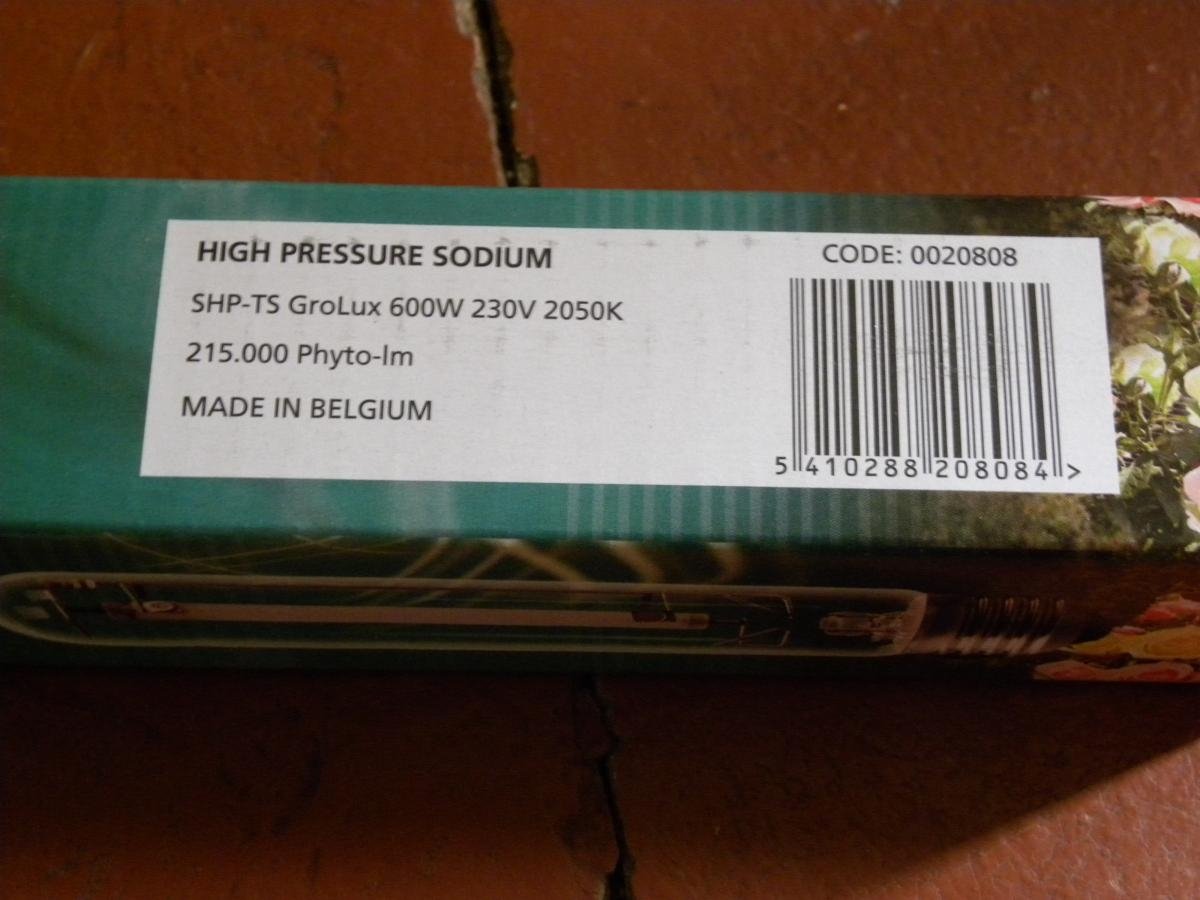 HIGH PRESSURE SODIUM
SHP-TS GroLux 600W 230V 2050K
215.000 Phyto-lm
MADE IN BELGIUM
CODE: 0020808
5 410288 208084 >